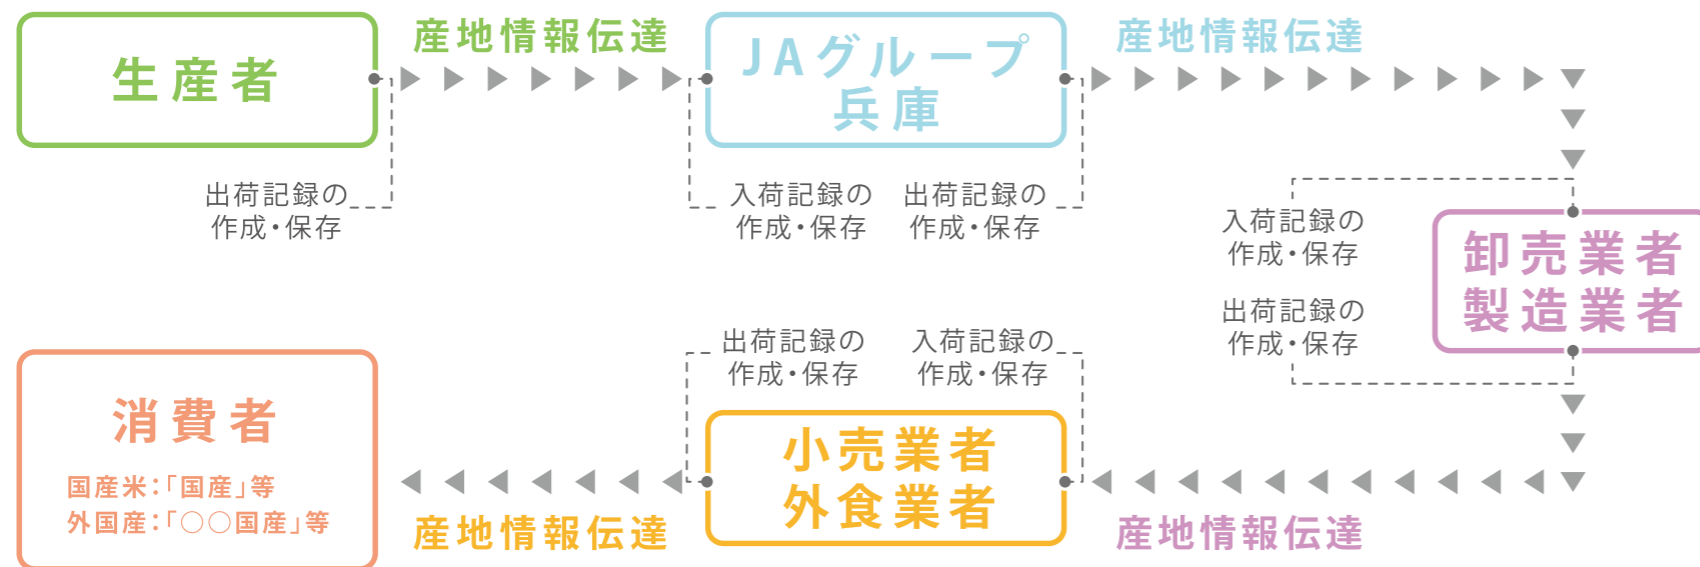 生産者
産地情報伝達
JAグループ
兵庫
産地情報伝達
出荷記録の
作成・保存
入荷記録の
作成・保存
出荷記録の
作成・保存
入荷記録の
作成・保存
卸売業者
製造業者
出荷記録の
作成・保存
出荷記録の
作成・保存
入荷記録の
作成・保存
小売業者
外食業者
産地情報伝達
産地情報伝達
消費者
国産米:「国産」等
外国産:「○○国産」等